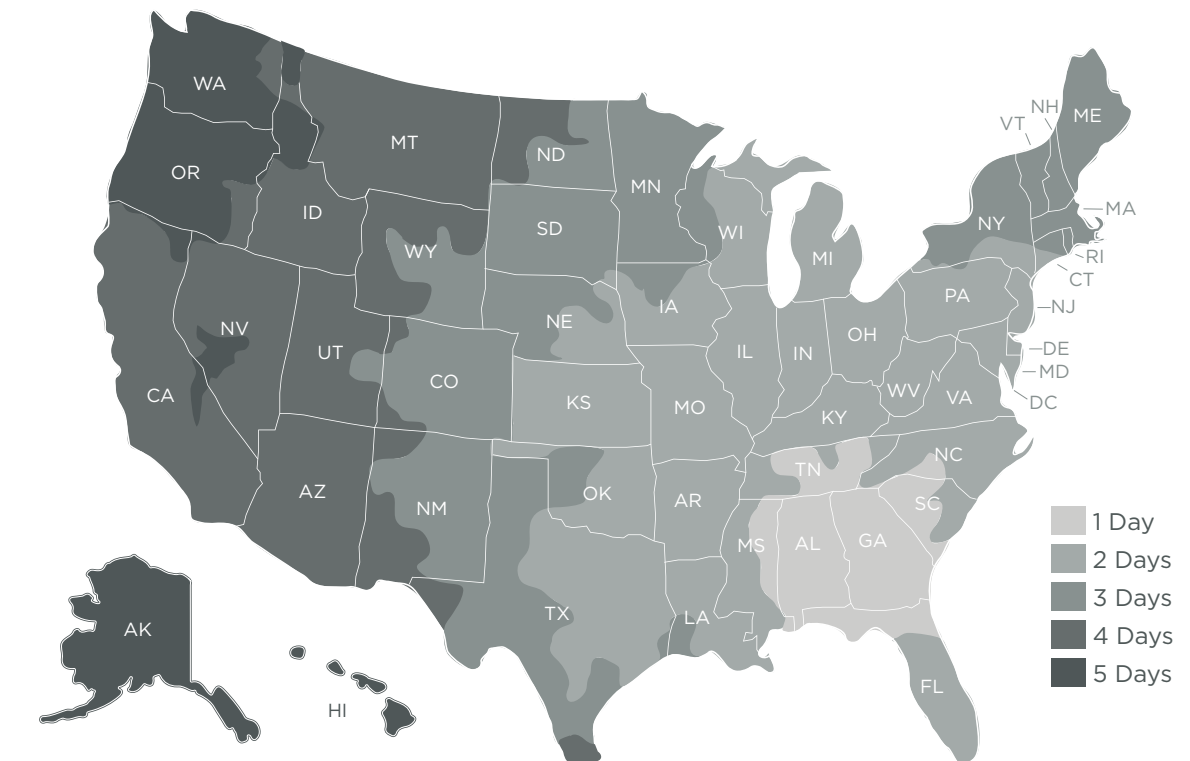 WA
OR
CA
NV
ID
MT
WY
UT
AZ
CO
NM
ND
SD
NE
KS
OK
TX
MN
IA
MO
AR
LA
WI
IL
MI
IN
OH
KY
TN
MS
AL
GA
FL
SC
NC
VA
WV
PA
NY
VT
NH
ME
MA
RI
CT
NJ
DE
MD
DC
AK
HI
1 Day
2 Days
3 Days
4 Days
5 Days